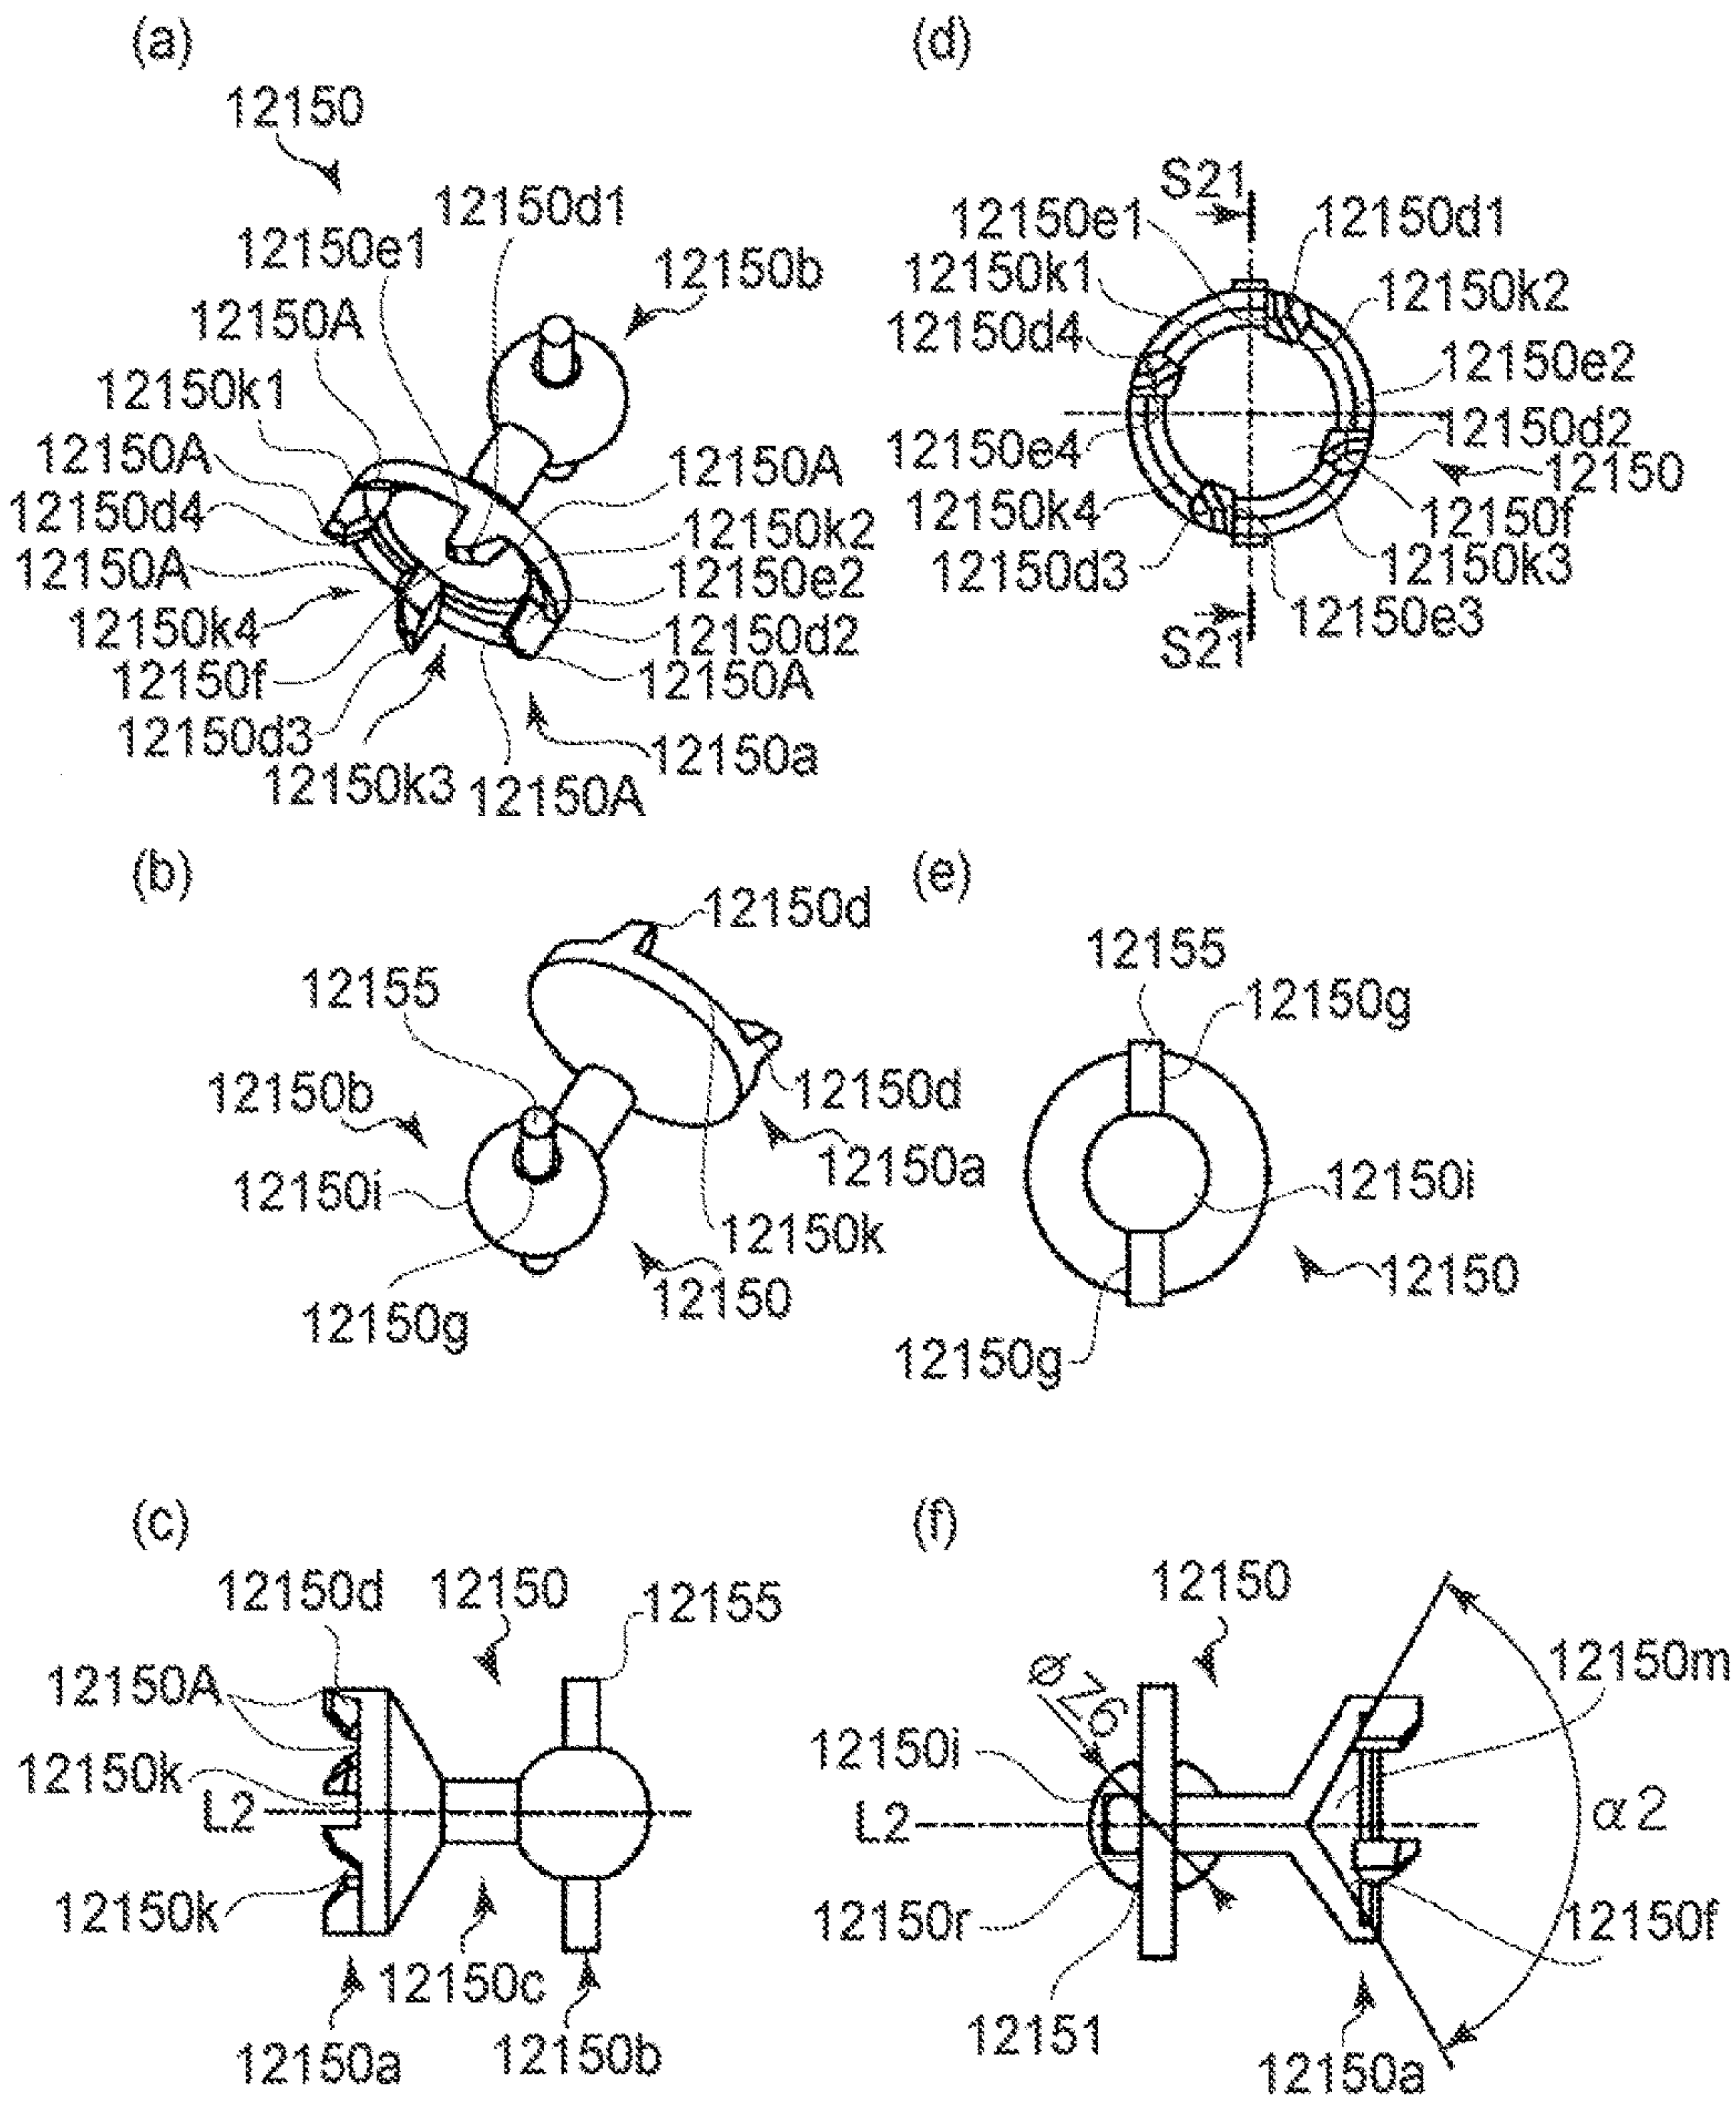 (a)
12150
12150d1
12150e1
12150b
12150A
12150k1
12150A
12150A
12150d4
12150k2
12150A
12150e2
12150k4
12150d2
12150f
12150A
12150d3
12150a
12150k3
12150A
(d)
S21
12150e1
12150d1
12150k1
12150k2
12150d4
12150e2
12150d2
12150e4
12150
12150k4
12150f
12150d3
12150k3
12150e3
S21
(b)
12150d
12155
12150b
12150d
12150a
12150i
12150k
12150
12150g
(e)
12155
12150g
12150i
12150
12150g
(c)
12150d
12150
12155
12150A
12150k
L2
12150k
12150c
12150a
12150b
(f)
12150
⌀Z6
12150m
12150i
L2
α2
12150r
12150f
12151
12150a